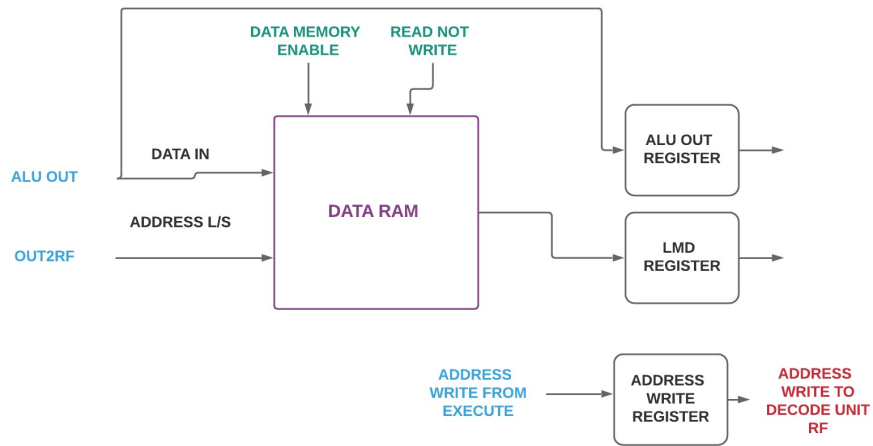 DATA MEMORY
ENABLE
READ NOT
WRITE
DATA IN
ALU OUT
ADDRESS L/S
OUT2RF
DATA RAM
ALU OUT
REGISTER
LMD
REGISTER
ADDRESS
WRITE FROM
EXECUTE
ADDRESS
WRITE
REGISTER
ADDRESS
WRITE TO
DECODE UNIT
RF